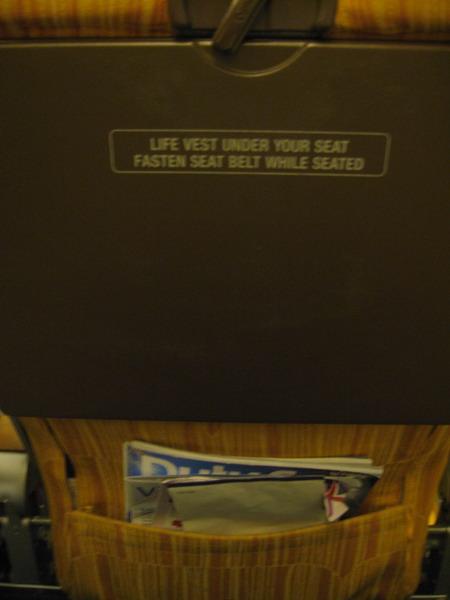 LIFE VEST UNDER YOUR SEAT
FASTEN SEAT BELT WHILE SEATED